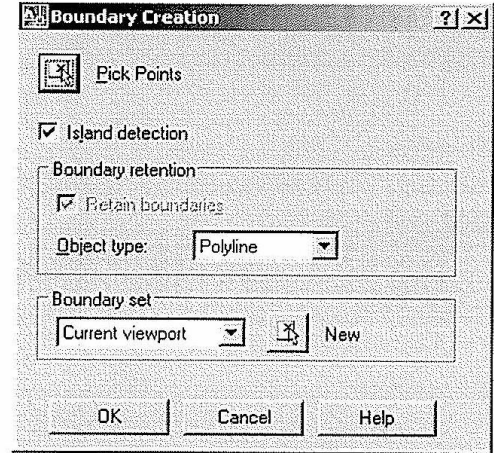 Boundary Creation
Pick Points
Island detection
Boundary retention
Retain boundaries
Object type: Polyline
Boundary set
Current viewport New
OK Cancel Help